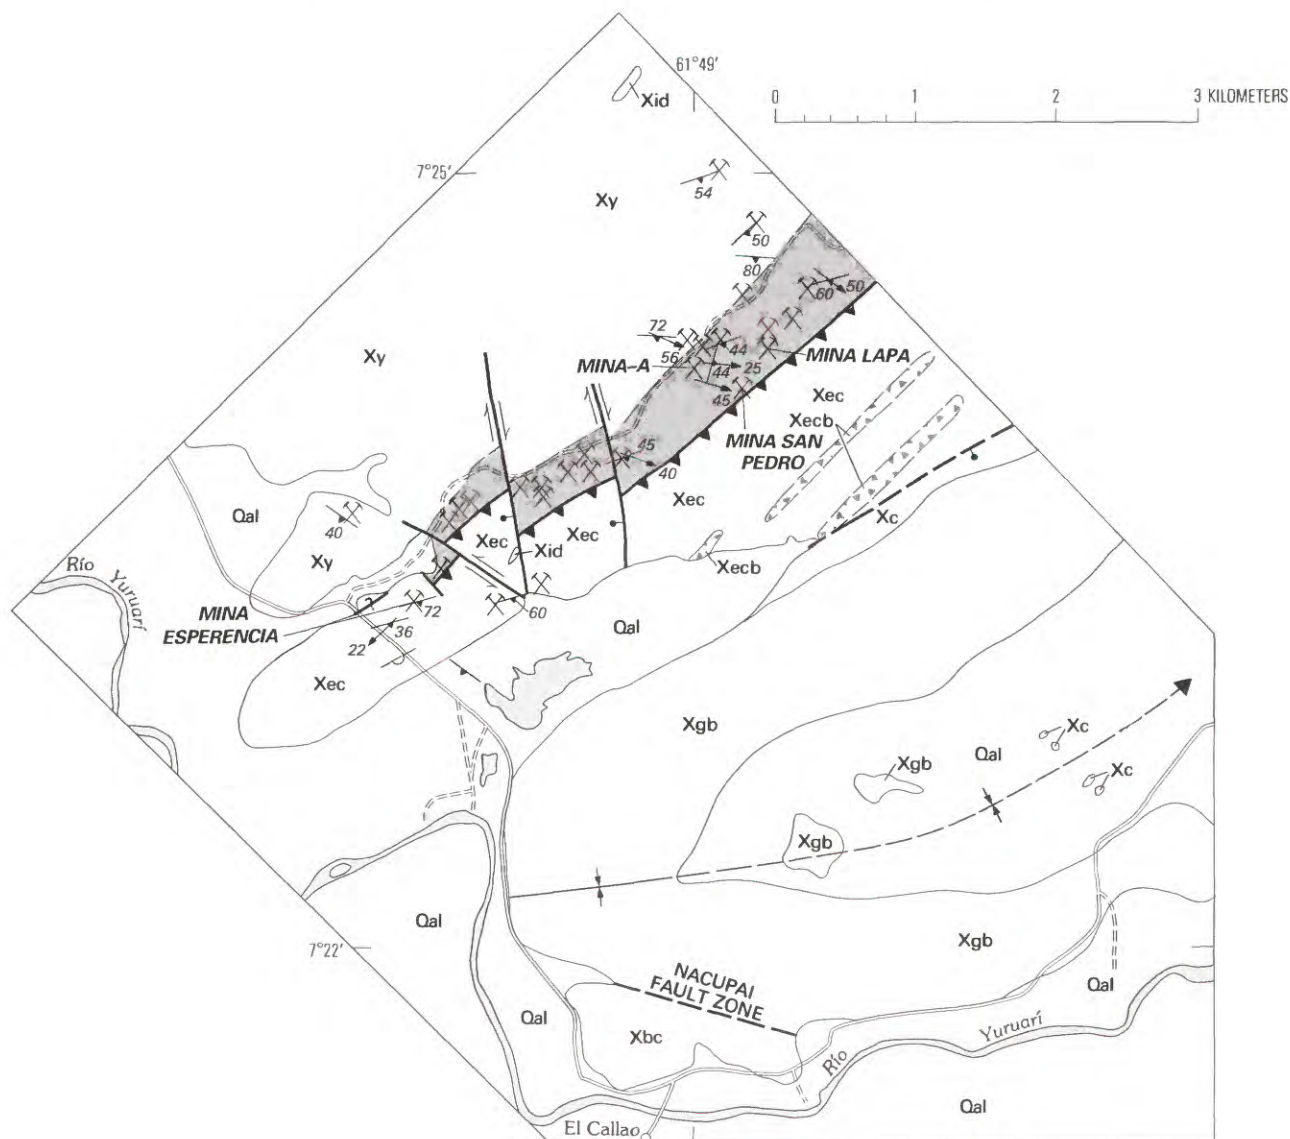 61°49'
0 1 2 3 KILOMETERS
Xid
7°25'
54
Xy
50
80
60
50
72
Xy
56
44
MINA-A
44
25
MINA LAPA
45
Xec
Xecb
MINA SAN
PEDRO
45
40
Xec
Xc
Qal
40
Xec
Xec
Xid
Xecb
Xy
Río
Yuruarí
MINA
ESPERENCIA
72
60
Qal
36
22
Xec
Xgb
Xc
Qal
Xgb
Xc
Xgb
Qal
7°22'
Xgb
NACUPAI
FAULT ZONE
Qal
Qal
Xbc
Río
Yuruarí
Qal
El Callao